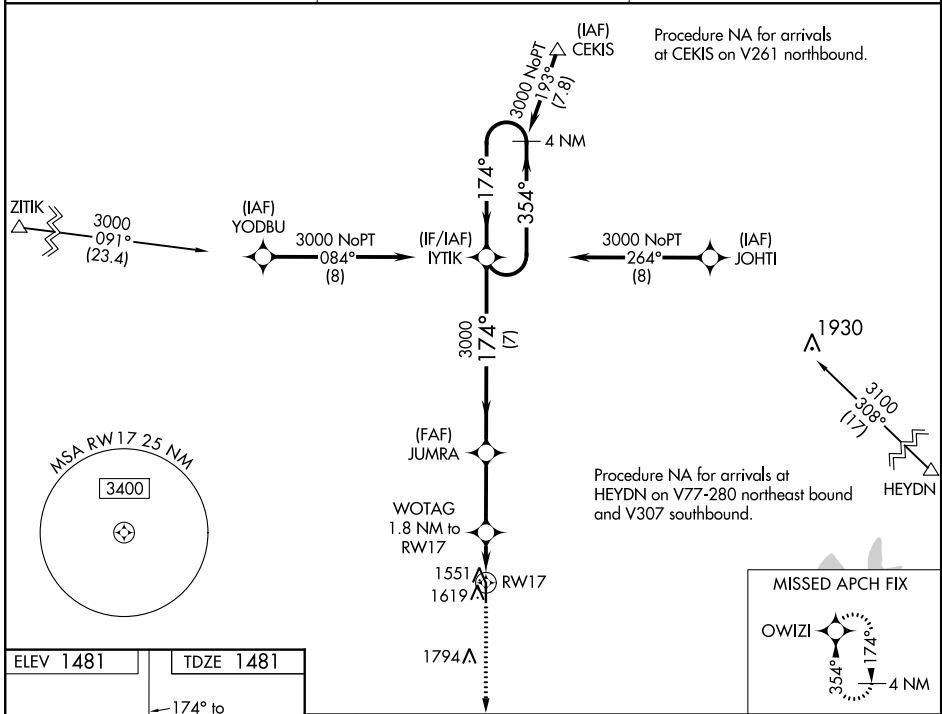 (IAF)
CEKIS
Procedure NA for arrivals
at CEKIS on V261 northbound.
3000 NoPT
193°
(7.8)
4 NM
174°
354°
ZITIK
3000
091°
(23.4)
(IAF)
YODBU
3000 NoPT
084°
(8)
(IF/IAF)
IYTIK
3000 NoPT
264°
(8)
(IAF)
JOHTI
3000
174°
(7)
1930
3100
308°
(17)
HEYDN
(FAF)
JUMRA
MSA RW17 25 NM
3400
Procedure NA for arrivals at
HEYDN on V77-280 northeast bound
and V307 southbound.
WOTAG
1.8 NM to
RW17
1551
RW17
1619
MISSED APCH FIX
OWIZI
354°
174°
4 NM
1794
ELEV 1481
TDZE 1481
174° to